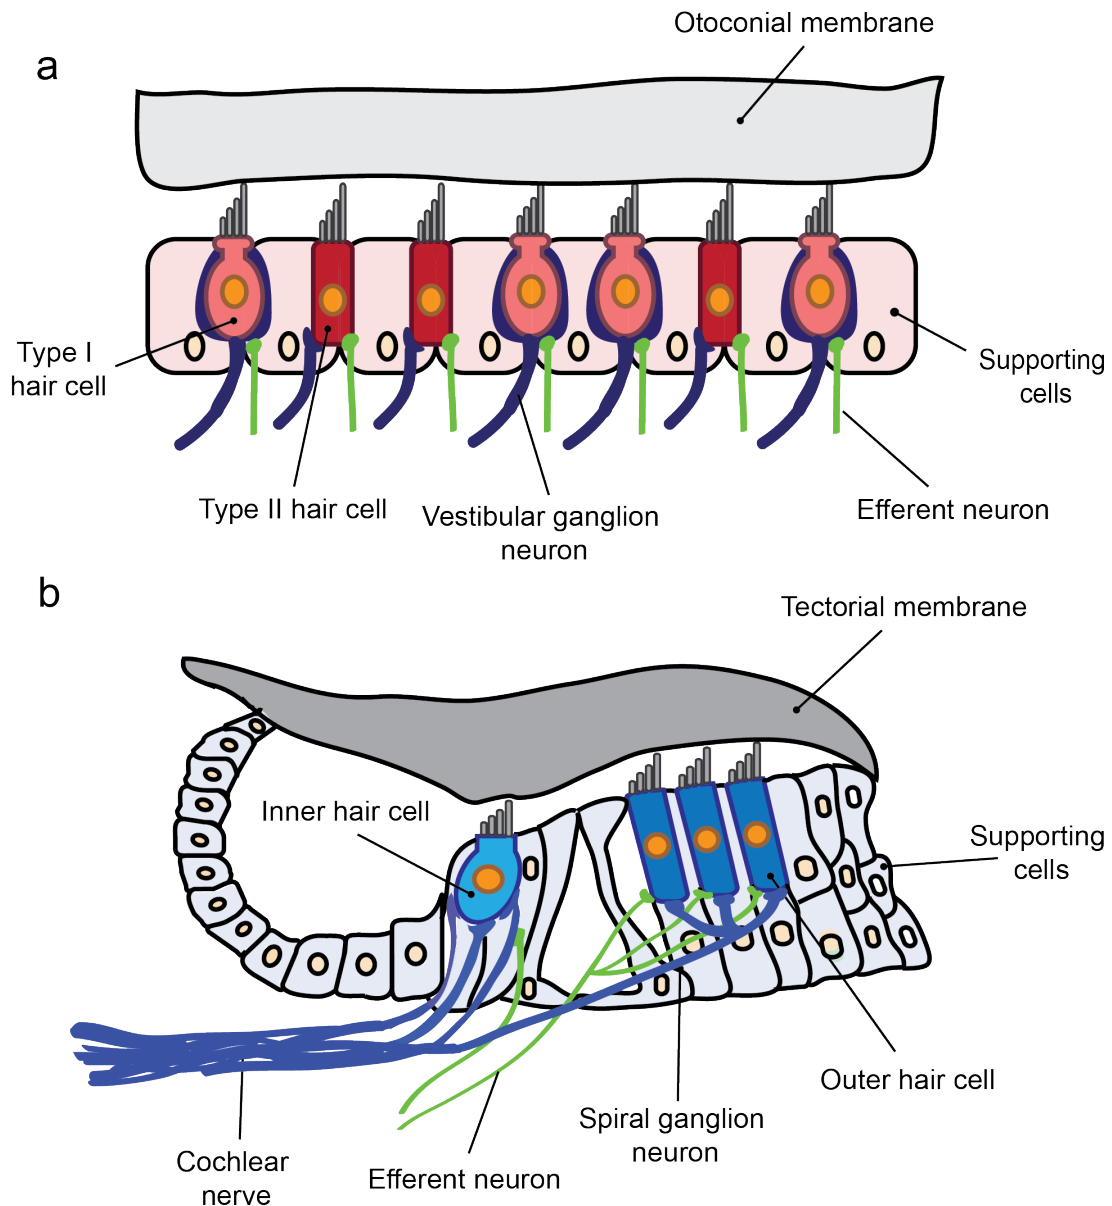 a
Otoconial membrane
Type I
hair cell
Supporting
cells
Type II hair cell
Vestibular ganglion
neuron
Efferent neuron
b
Tectorial membrane
Inner hair cell
Supporting
cells
Outer hair cell
Spiral ganglion
neuron
Cochlear
nerve
Efferent neuron